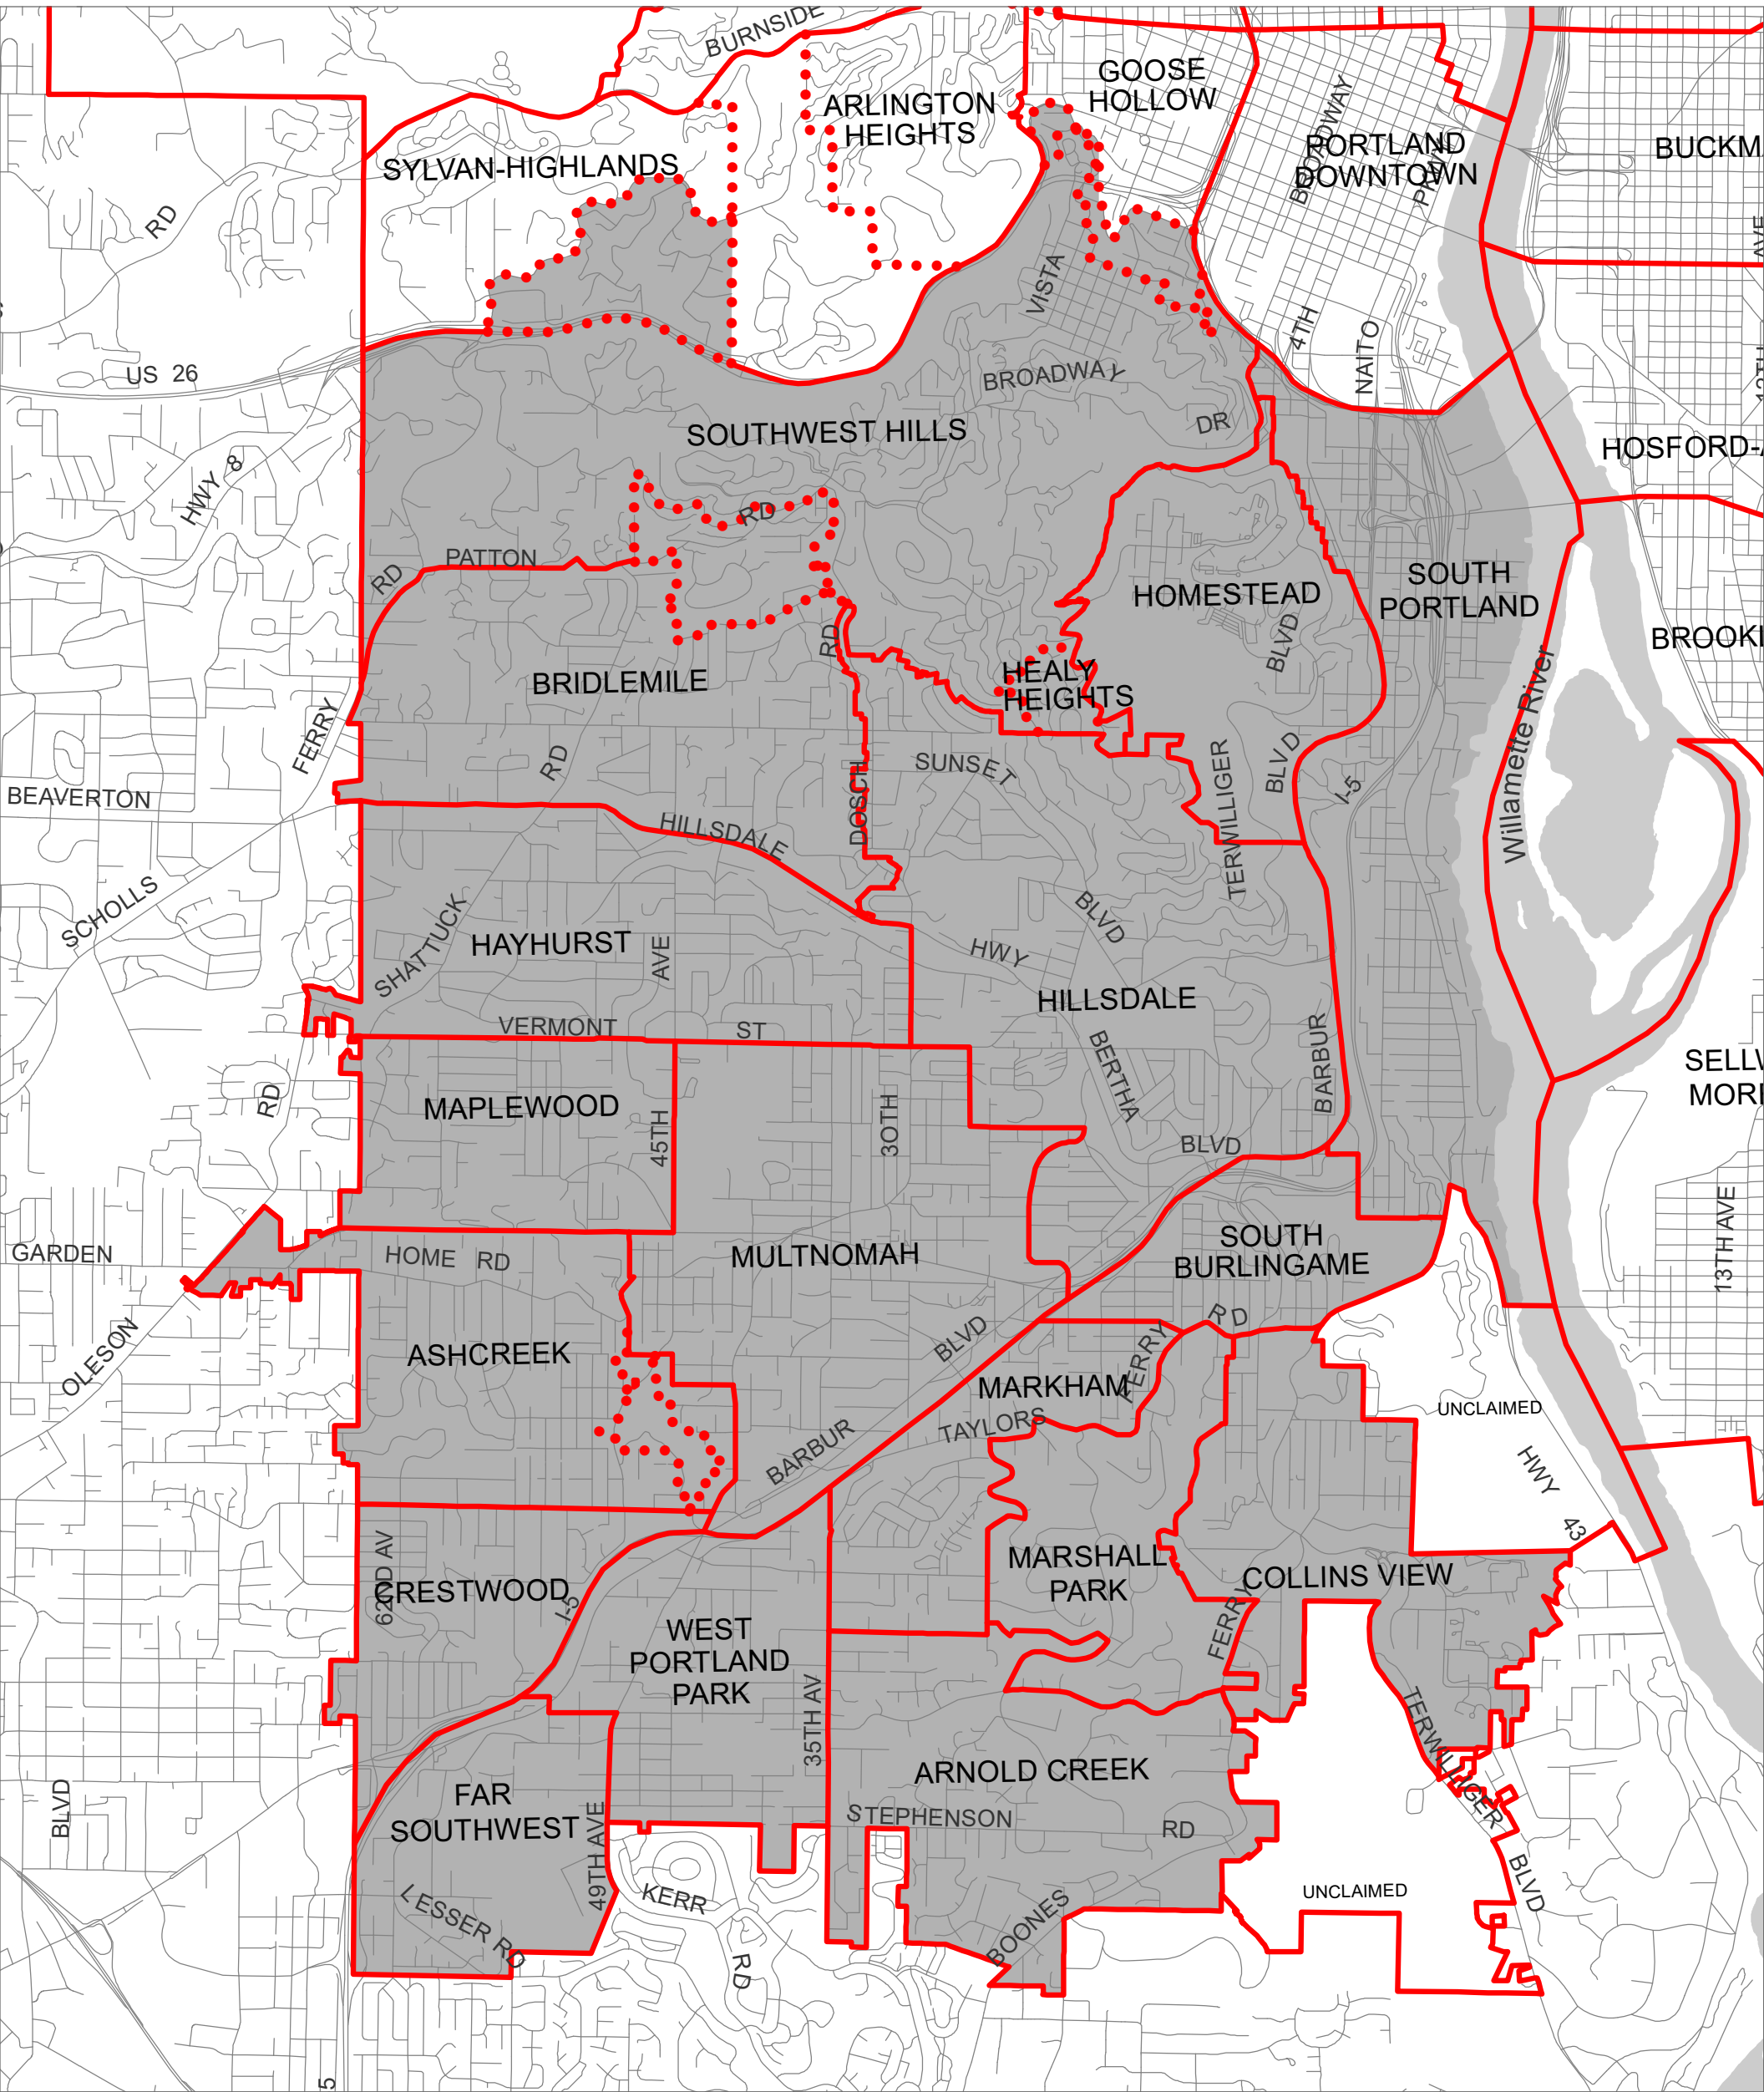 BURNSIDE
GOOSE
HOLLOW
ARLINGTON
HEIGHTS
BROADWAY
PORTLAND
DOWNTOWN
PKWY
BUCKM
SYLVAN-HIGHLANDS
RD
AVE
VISTA
4TH
NAITO
US 26
BROADWAY
12TH
DR
SOUTHWEST HILLS
HOSFORD-A
HWY 8
RD
PATTON
RD
SOUTH
PORTLAND
HOMESTEAD
BLVD
BROOKI
RD
HEALY
HEIGHTS
BRIDLEMILE
Willamette River
FERRY
RD
SUNSET
BLVD
I-5
DOSCH
TERWILLIGER
BEAVERTON
HILLSDALE
SCHOLLS
SHATTUCK
BLVD
HAYHURST
AVE
HWY
HILLSDALE
VERMONT
ST
BERTHA
BARBUR
SELLW
MORE
RD
MAPLEWOOD
45TH
30TH
BLVD
13TH AVE
GARDEN
HOME RD
MULTNOMAH
SOUTH
BURLINGAME
RD
OLESON
ASHCREEK
BLVD
FERRY
MARKHAM
TAYLORS
UNCLAIMED
BARBUR
HWY
43
62ND AV
CRESTWOOD
I-5
MARSHALL
PARK
COLLINS VIEW
FERRY
WEST
PORTLAND
PARK
35TH AV
TERWILLIGER
ARNOLD CREEK
BLVD
FAR
SOUTHWEST
STEPHENSON
RD
49TH AVE
BLVD
UNCLAIMED
KERR
LESSER RD
BOONES
RD
5